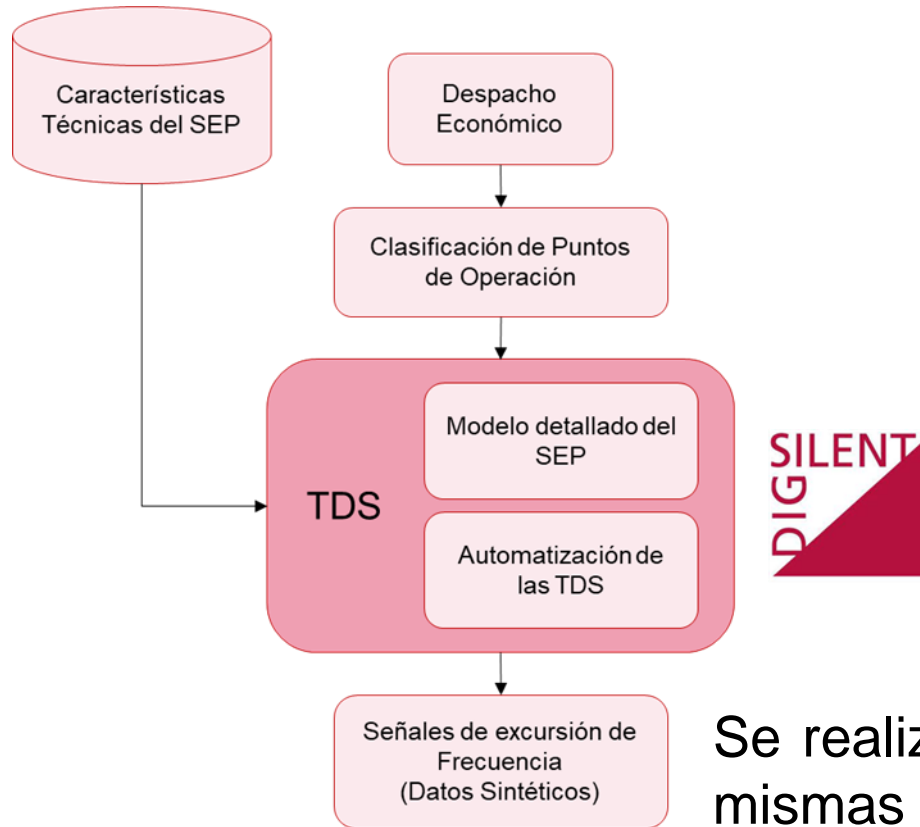 Características
Técnicas del SEP
Despacho
Económico
Clasificación de Puntos
de Operación
TDS
Modelo detallado del
SEP
Automatización de
las TDS
DIG
SILENT
Señales de excursión de
Frecuencia
(Datos Sintéticos)
Se realiz
mismas